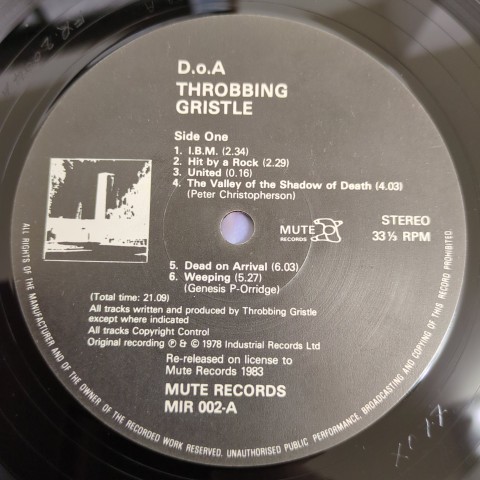 D.o.A
THROBBING
GRISTLE
Side One
1. I.B.M. (2.34)
2. Hit by a Rock (2.29)
3. United (0.16)
4. The Valley of the Shadow of Death (4.03)
(Peter Christopherson)
MUTE
RECORDS
STEREO
33⅓ RPM
5. Dead on Arrival (6.03)
6. Weeping (5.27)
(Genesis P-Orridge)
(Total time: 21.09)
All tracks written and produced by Throbbing Gristle
except where indicated
All tracks Copyright Control
Original recording ℗ & © 1978 Industrial Records Ltd
Re-released on license to
Mute Records 1983
MUTE RECORDS
MIR 002-A
ALL RIGHTS OF THE MANUFACTURER AND OF THE OWNER OF THE RECORDED WORK RESERVED. UNAUTHORISED PUBLIC PERFORMANCE, BROADCASTING AND COPYING OF THIS RECORD PROHIBITED.